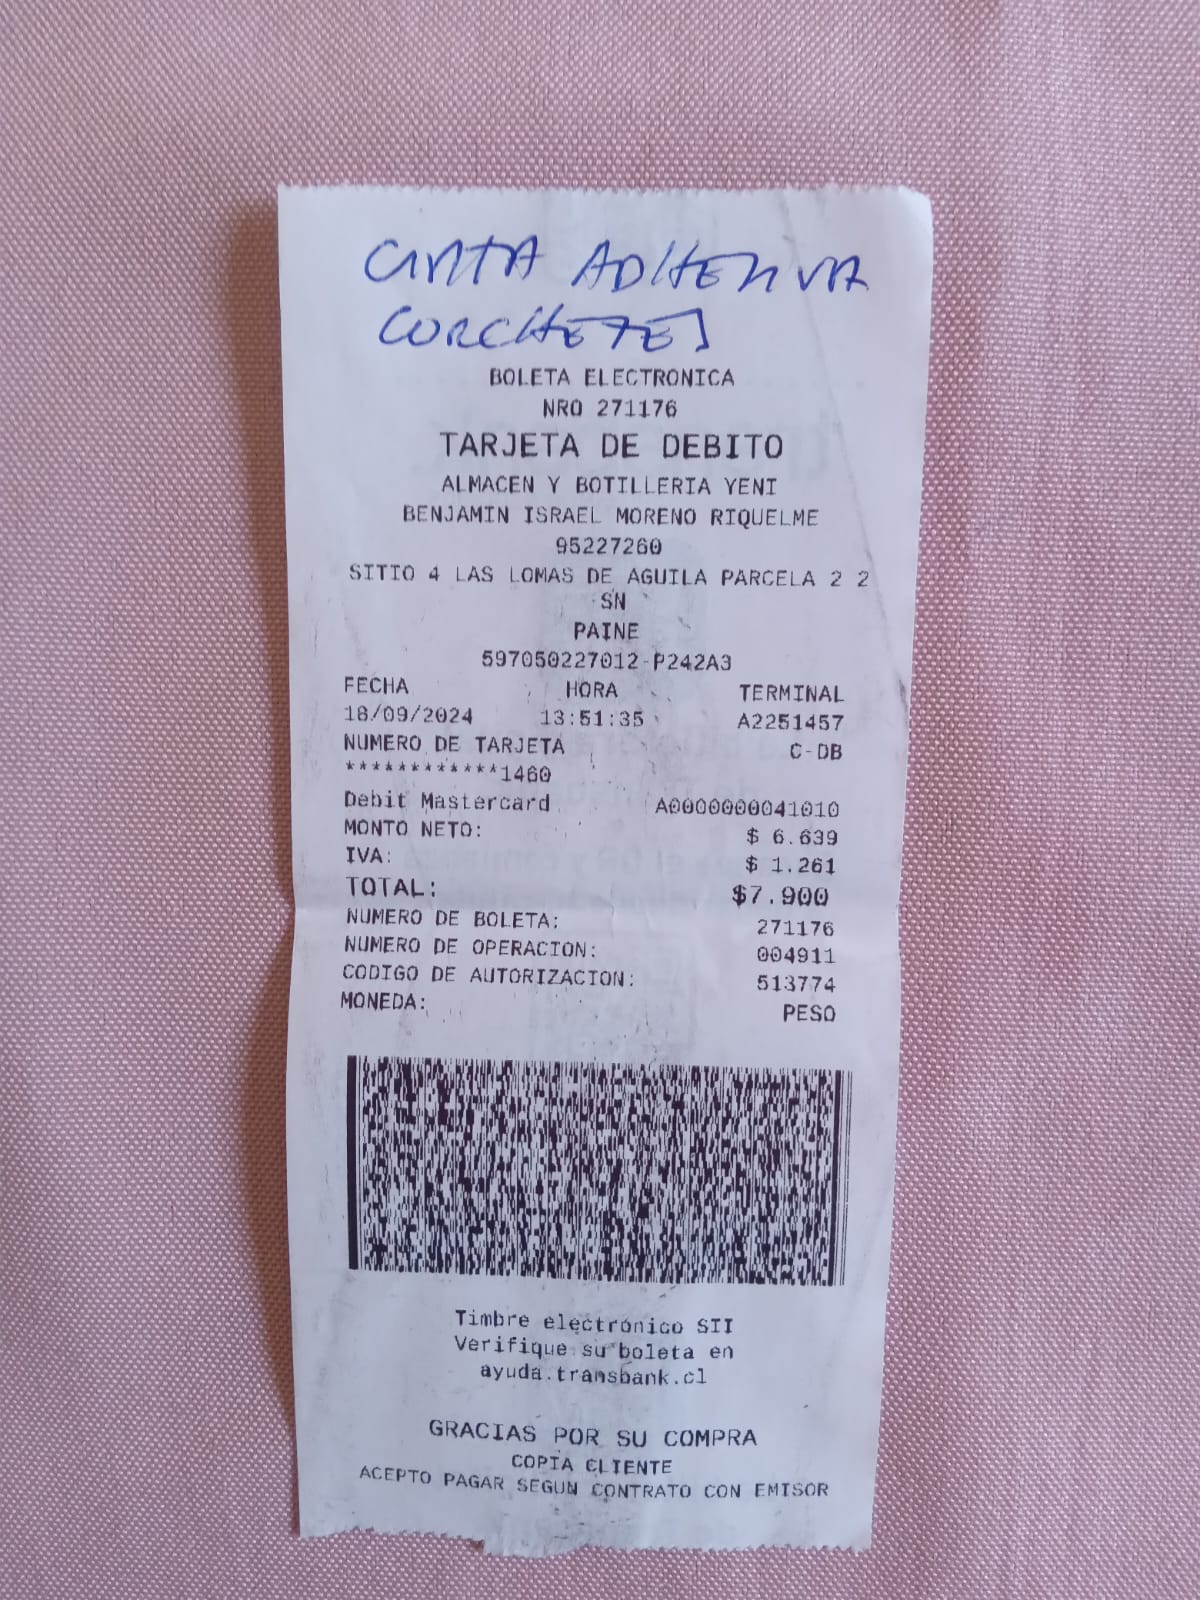 CINTA ADHESIVA
CORCHETES
BOLETA ELECTRONICA
NRO 271176
TARJETA DE DEBITO
ALMACEN Y BOTILLERIA YENI
BENJAMIN ISRAEL MORENO RIQUELME
95227260
SITIO 4 LAS LOMAS DE AGUILA PARCELA 2 2
SN
PAINE
597050227012-P242A3
FECHA HORA TERMINAL
18/09/2024 13:51:35 A2251457
NUMERO DE TARJETA C-DB
************1460
Debit Mastercard A0000000041010
MONTO NETO: $ 6.639
IVA: $ 1.261
TOTAL: $7.900
NUMERO DE BOLETA: 271176
NUMERO DE OPERACION: 004911
CODIGO DE AUTORIZACION: 513774
MONEDA: PESO
Timbre electrónico SII
Verifique su boleta en
ayuda.transbank.cl
GRACIAS POR SU COMPRA
COPIA CLIENTE
ACEPTO PAGAR SEGUN CONTRATO CON EMISOR